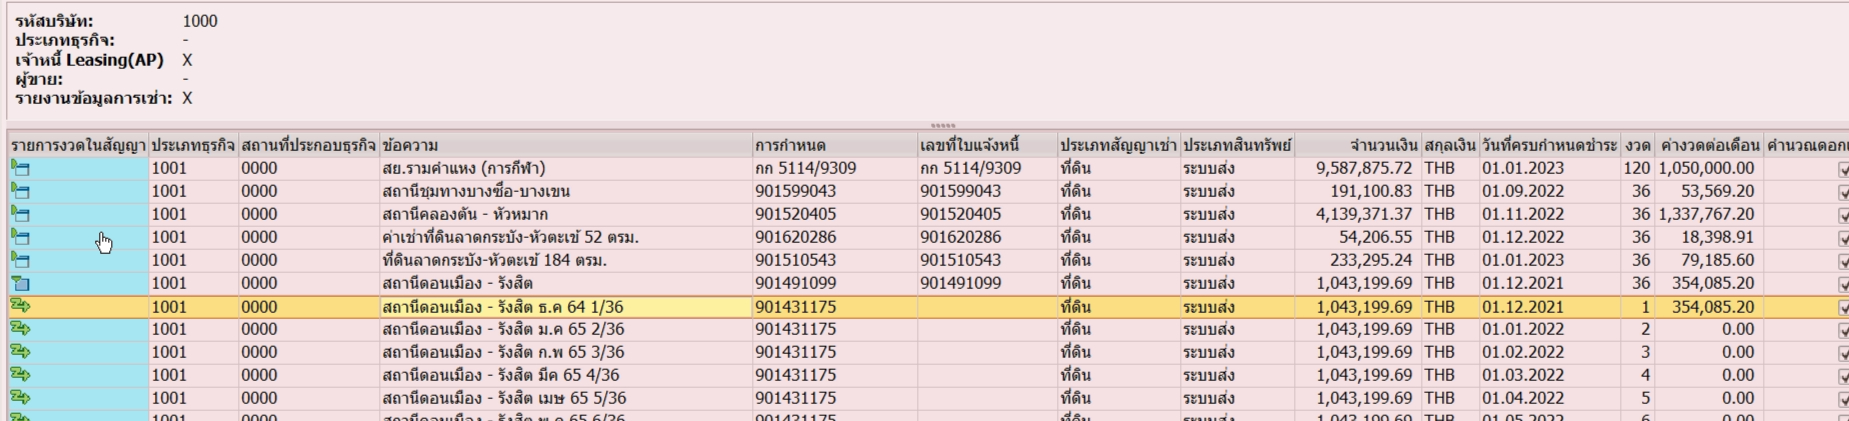 รหัสบริษัท: 1000
ประเภทธุรกิจ: -
เจ้าหนี้ Leasing(AP) X
ผู้ขาย: -
รายงานข้อมูลการเช่า: X
รายการงวดในสัญญา ประเภทธุรกิจ สถานที่ประกอบธุรกิจ ข้อความ การกำหนด เลขที่ใบแจ้งหนี้ ประเภทสัญญาเช่า ประเภทสินทรัพย์ จำนวนเงิน สกุลเงิน วันที่ครบกำหนดชำระ งวด ค่างวดต่อเดือน
1001 0000 สย.รามคำแหง (การกีฬา) กก 5114/9309 กก 5114/9309 ที่ดิน ระบบส่ง 9,587,875.72 THB 01.01.2023 120 1,050,000.00
1001 0000 สถานีชุมทางบางซื่อ-บางเขน 901599043 901599043 ที่ดิน ระบบส่ง 191,100.83 THB 01.09.2022 36 53,569.20
1001 0000 สถานีคลองตัน - หัวหมาก 901520405 901520405 ที่ดิน ระบบส่ง 4,139,371.37 THB 01.11.2022 36 1,337,767.20
1001 0000 ค่าเช่าที่ดินลาดกระบัง-หัวตะเข้ 52 ตรม. 901620286 901620286 ที่ดิน ระบบส่ง 54,206.55 THB 01.12.2022 36 18,398.91
1001 0000 ที่ดินลาดกระบัง-หัวตะเข้ 184 ตรม. 901510543 901510543 ที่ดิน ระบบส่ง 233,295.24 THB 01.01.2023 36 79,185.60
1001 0000 สถานีดอนเมือง - รังสิต 901491099 901491099 ที่ดิน ระบบส่ง 1,043,199.69 THB 01.12.2021 36 354,085.20
1001 0000 สถานีดอนเมือง - รังสิต ธ.ค 64 1/36 901431175 ที่ดิน ระบบส่ง 1,043,199.69 THB 01.12.2021 1 354,085.20
1001 0000 สถานีดอนเมือง - รังสิต ม.ค 65 2/36 901431175 ที่ดิน ระบบส่ง 1,043,199.69 THB 01.01.2022 2 0.00
1001 0000 สถานีดอนเมือง - รังสิต ก.พ 65 3/36 901431175 ที่ดิน ระบบส่ง 1,043,199.69 THB 01.02.2022 3 0.00
1001 0000 สถานีดอนเมือง - รังสิต มีค 65 4/36 901431175 ที่ดิน ระบบส่ง 1,043,199.69 THB 01.03.2022 4 0.00
1001 0000 สถานีดอนเมือง - รังสิต เมษ 65 5/36 901431175 ที่ดิน ระบบส่ง 1,043,199.69 THB 01.04.2022 5 0.00